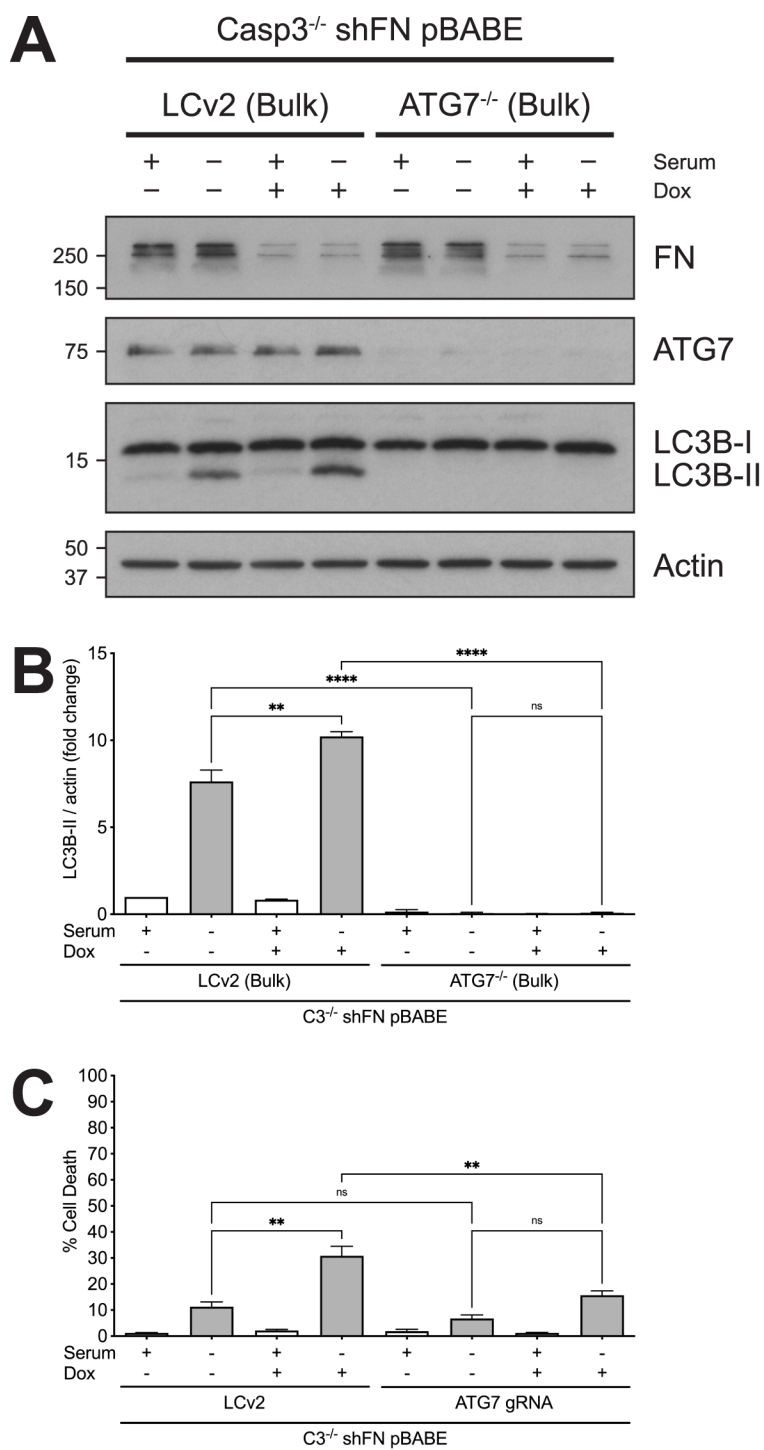 A
Casp3-/- shFN pBABE
LCv2 (Bulk) ATG7-/- (Bulk)
+ − + − + − + − Serum
− − + + − − + + Dox
250 FN
150
75 ATG7
LC3B-I
15
LC3B-II
50
37 Actin
B
LC3B-II / actin (fold change)
15
10
5
0
****
****
** ns
Serum + - + - + - + -
Dox - - + + - - + +
LCv2 (Bulk) ATG7-/- (Bulk)
C3-/- shFN pBABE
C
% Cell Death
100
90
80
70
60
50
40
30
20
10
0
**
ns
** ns
Serum + - + - + - + -
Dox - - + + - - + +
LCv2 ATG7 gRNA
C3-/- shFN pBABE